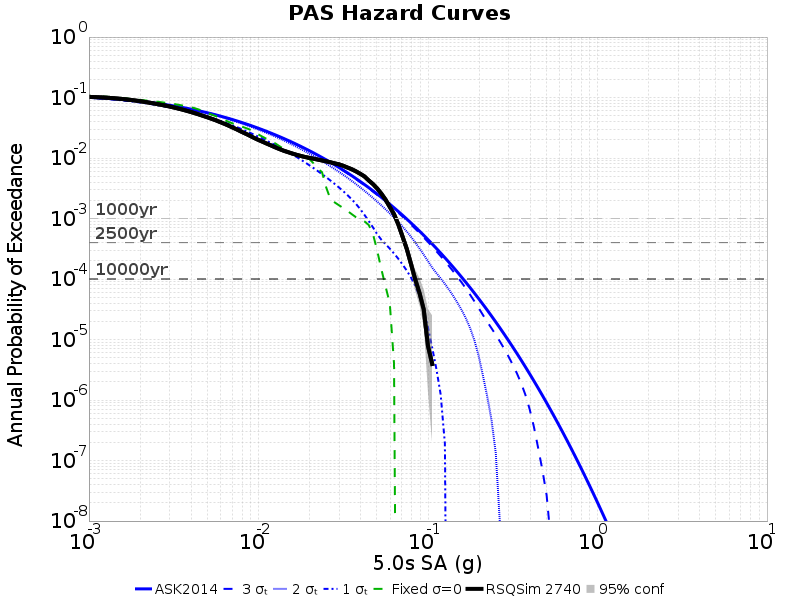 PAS Hazard Curves
Annual Probability of Exceedance
10^0
10^-1
10^-2
10^-3
10^-4
10^-5
10^-6
10^-7
10^-8
1000yr
2500yr
10000yr
10^-3 10^-2 10^-1 10^0 10^1
5.0s SA (g)
ASK2014 3 σₜ 2 σₜ 1 σₜ Fixed σ=0 RSQSim 2740 95% conf